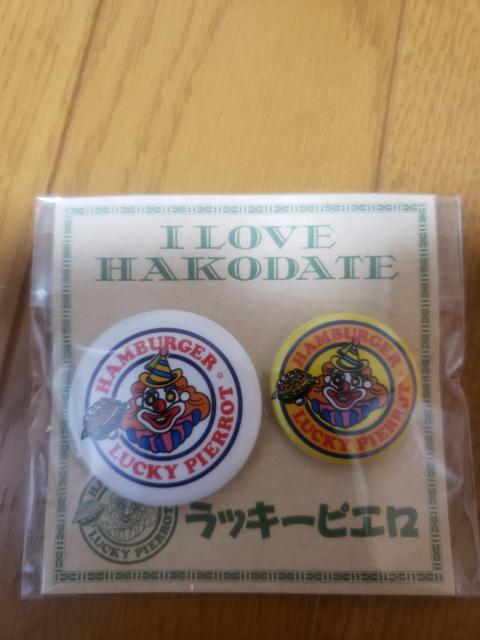 I LOVE
HAKODATE
HAMBURGER
LUCKY PIERROT
HAMBURGER
LUCKY PIERROT
LUCKY PIERROT
ラッキーピエロ